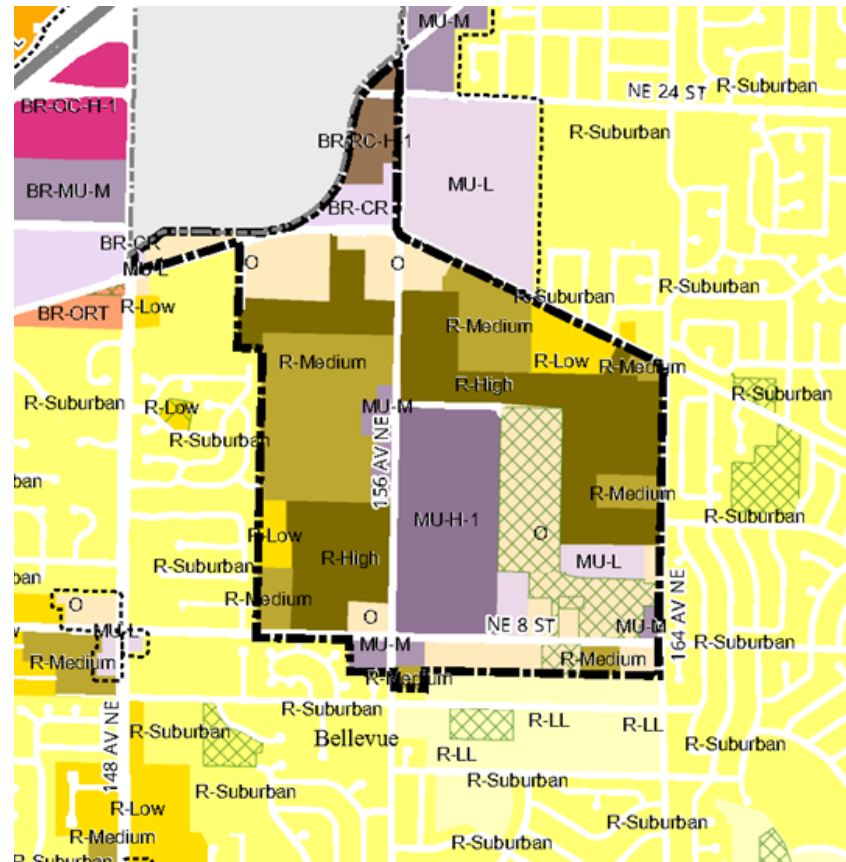 MU-M
L
NE 24 ST
R-Suburban
BR-OC-H-1
R-Suburban
BR-RC-H-1
MU-L
BR-MU-M
BR-CR
BR-CR
MU-L
O
O
R-Suburban
R-Suburban
R-Low
BR-ORT
R-Medium
R-Medium
R-Low
R-Medium
R-High
R-Suburban
R-Suburban
R-Low
MU-M
R-Suburban
156 AV NE
ban
R-Medium
R-Suburban
MU-H-1
O
R-Low
R-High
MU-L
R-Suburban
ban
R-Medium
O
O
NE 8 ST
MU-M
164 AV NE
w
MU-L
MU-M
R-Suburban
R-Medium
R-Medium
R-Medium
R-Suburban
R-LL
R-LL
148 AV NE
R-Suburban
Bellevue
R-Suburban
R-LL
R-Suburban
R-Suburban
R-Low
R-Suburban
R-Medium
R-Suburban
R-Suburban
R-Suburban